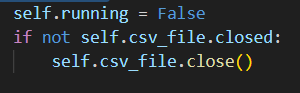 self.running = False
if not self.csv_file.closed:
    self.csv_file.close()